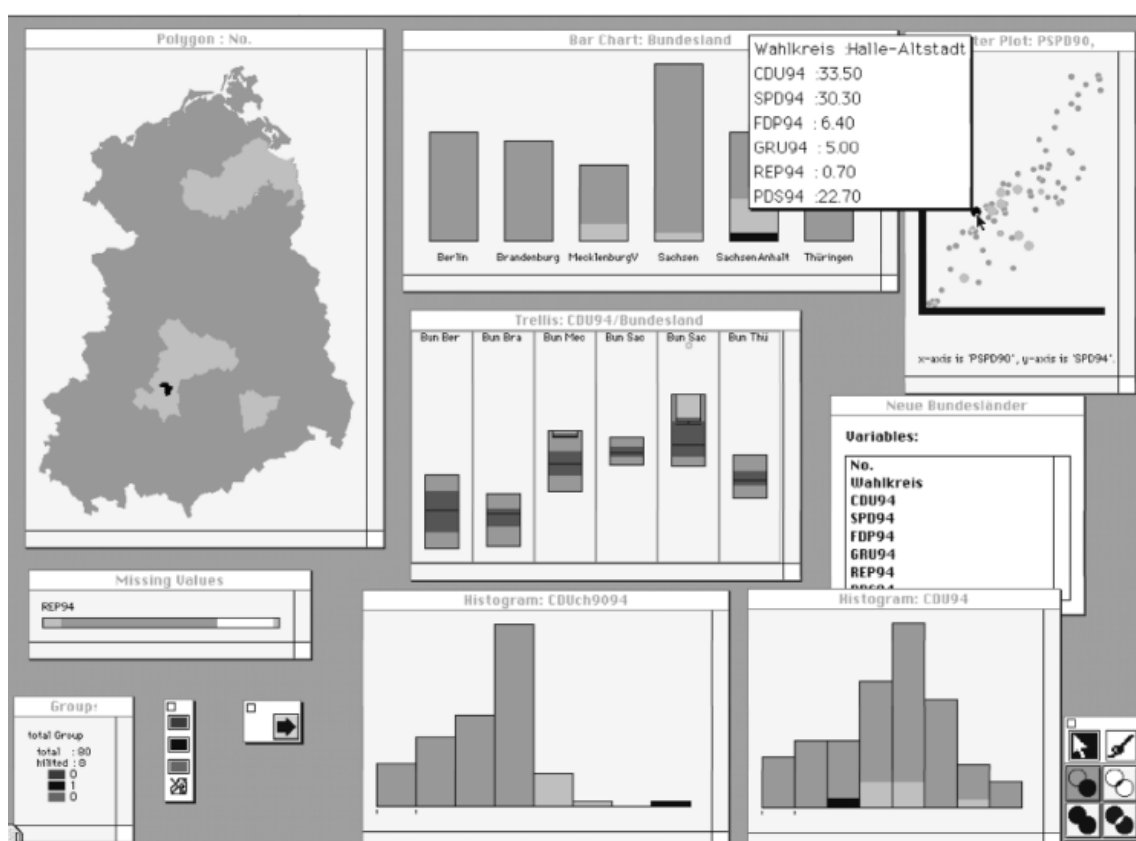 Polygon : No.
Bar Chart: Bundesland
ter Plot: PSPD90,
Wahlkreis :Halle-Altstadt
CDU94 :33.50
SPD94 :30.30
FDP94 : 6.40
GRU94 : 5.00
REP94 : 0.70
PDS94 :22.70
Berlin Brandenburg MecklenburgV Sachsen SachsenAnhalt Thüringen
x-axis is 'PSPD90', y-axis is 'SPD94'.
Trellis: CDU94/Bundesland
Bun Ber Bun Bra Bun Mec Bun Sac Bun Sac Bun Thü
Neue Bundesländer
Variables:
No.
Wahlkreis
CDU94
SPD94
FDP94
GRU94
REP94
Missing Values
REP94
Histogram: CDUch9094
Histogram: CDU94
Groups
total Group
total : 80
hilited : 8
0
1
0